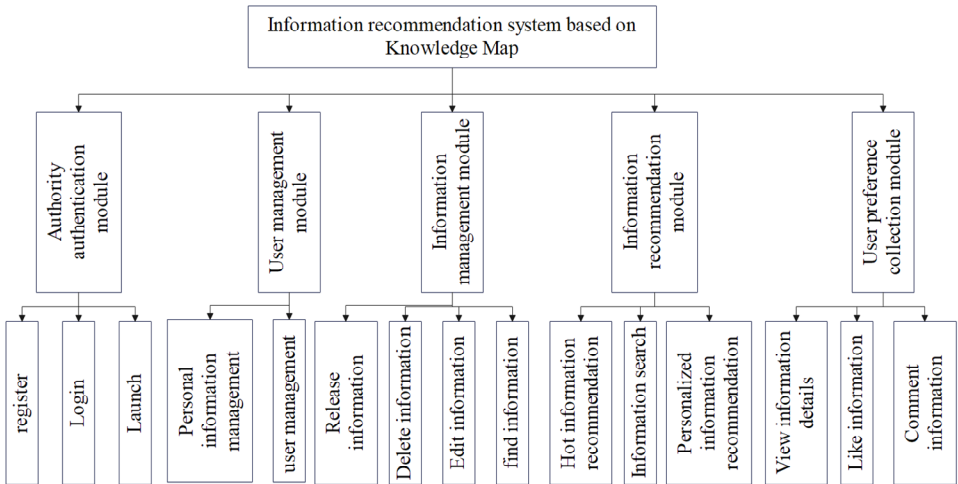 Information recommendation system based on
Knowledge Map
Authority
authentication
module
User management
module
Information
management module
Information
recommendation
module
User preference
collection module
register
Login
Launch
Personal
information
management
user management
Release
information
Delete information
Edit information
find information
Hot information
recommendation
Information search
Personalized
information
recommendation
View information
details
Like information
Comment
information